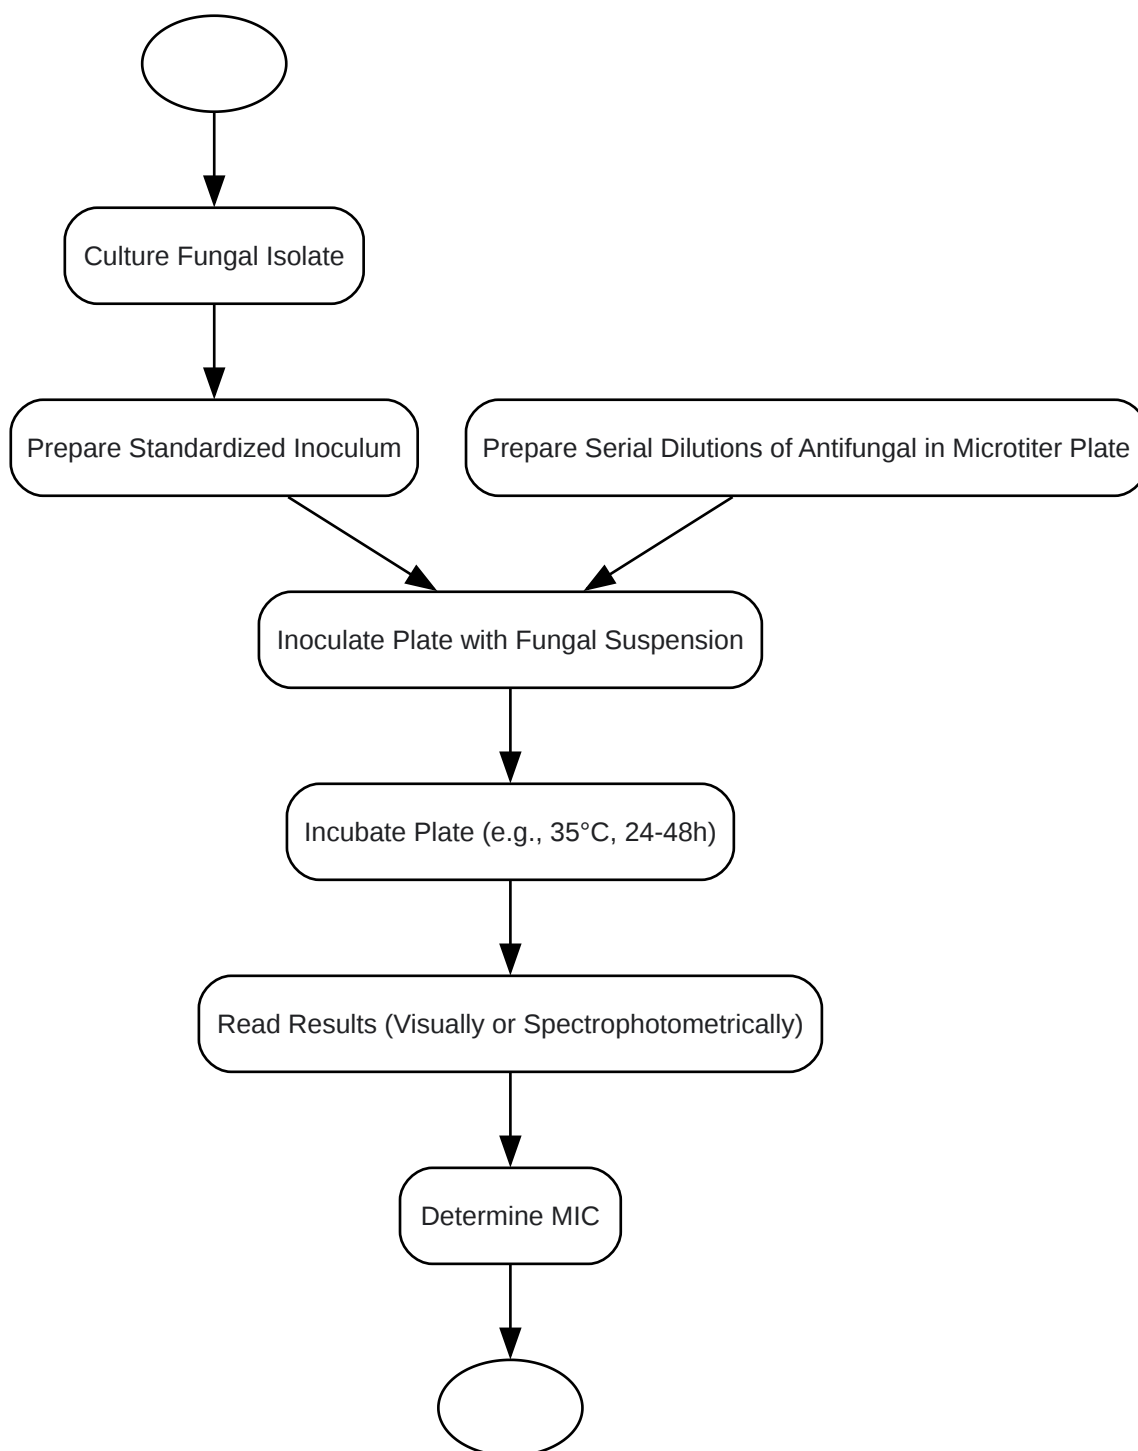 Culture Fungal Isolate
Prepare Standardized Inoculum
Prepare Serial Dilutions of Antifungal in Microtiter Plate
Inoculate Plate with Fungal Suspension
Incubate Plate (e.g., 35°C, 24-48h)
Read Results (Visually or Spectrophotometrically)
Determine MIC